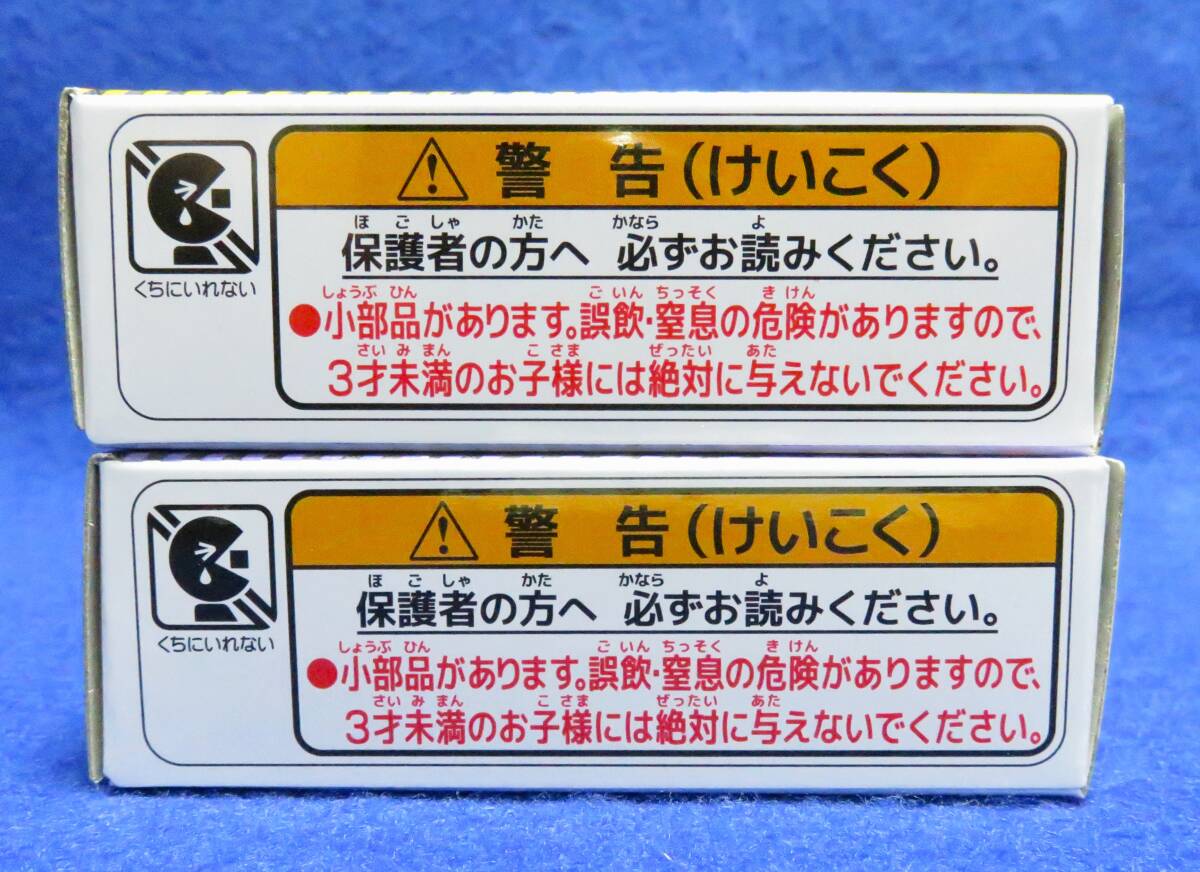 警 告(けいこく)
くちにいれない
ほ ご しゃ かた かなら よ
保護者の方へ 必ずお読みください。
しょうぶ ひん ご いん ちっそく き けん
●小部品があります。誤飲・窒息の危険がありますので、
さい み まん こ さま ぜったい あた
3才未満のお子様には絶対に与えないでください。
警 告(けいこく)
くちにいれない
ほ ご しゃ かた かなら よ
保護者の方へ 必ずお読みください。
しょうぶ ひん ご いん ちっそく き けん
●小部品があります。誤飲・窒息の危険がありますので、
さい み まん こ さま ぜったい あた
3才未満のお子様には絶対に与えないでください。